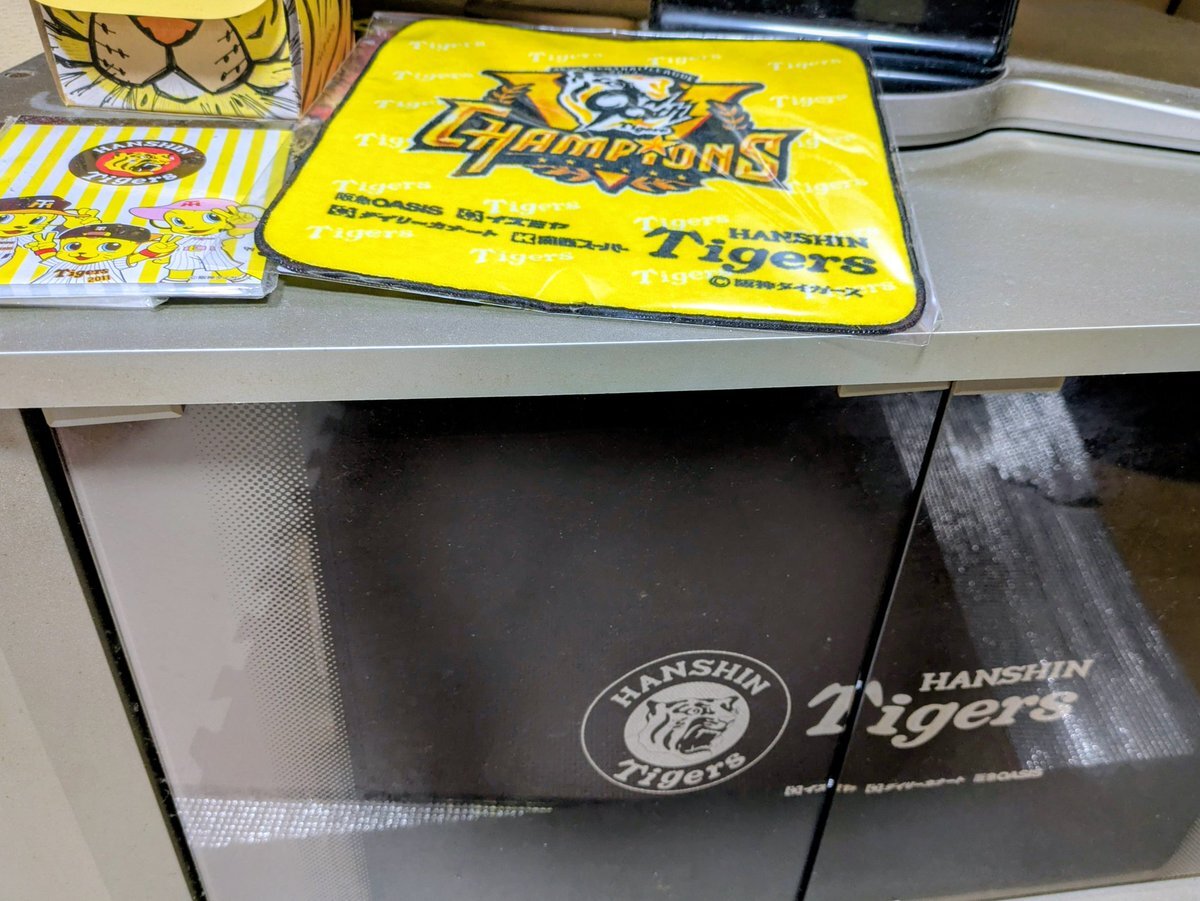 HANSHIN
Tigers
Tigers
2011
CHAMPIONS
Tigers
阪急OASIS イズミヤ
デイリーカナート 関西スーパー
HANSHIN
Tigers
©阪神タイガース
HANSHIN
Tigers
HANSHIN
Tigers
イズミヤ デイリーカナート 阪急OASIS